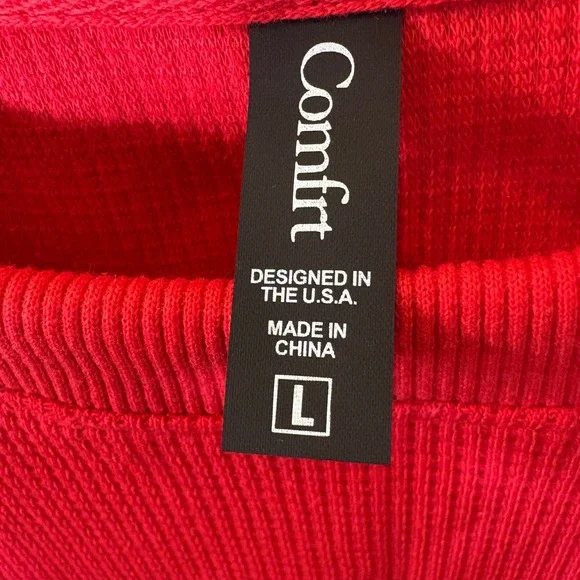 Comfrt
DESIGNED IN
THE U.S.A.
MADE IN
CHINA
L